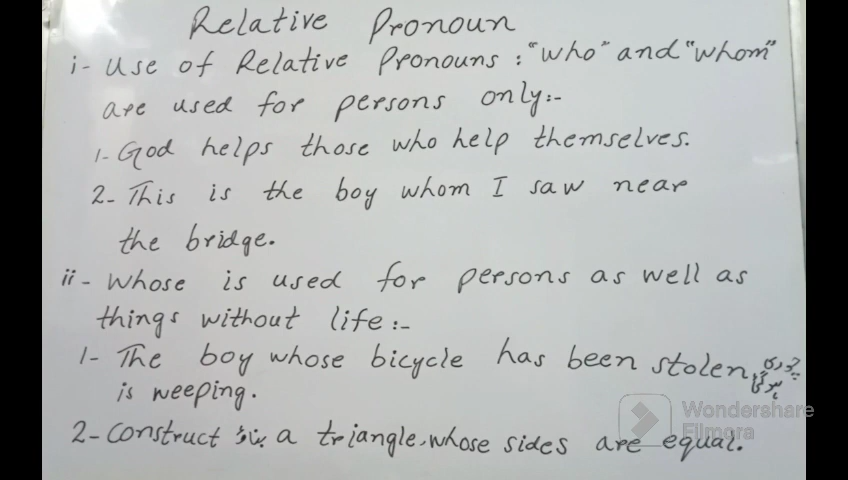 Relative Pronoun
i- Use of Relative Pronouns : "who" and "whom"
are used for persons only:-
1- God helps those who help themselves.
2- This is the boy whom I saw near
the bridge.
ii- Whose is used for persons as well as
things without life :-
1- The boy whose bicycle has been stolen, چوری
is weeping.
2- Construct a triangle whose sides are equal.
Wondershare
Filmora